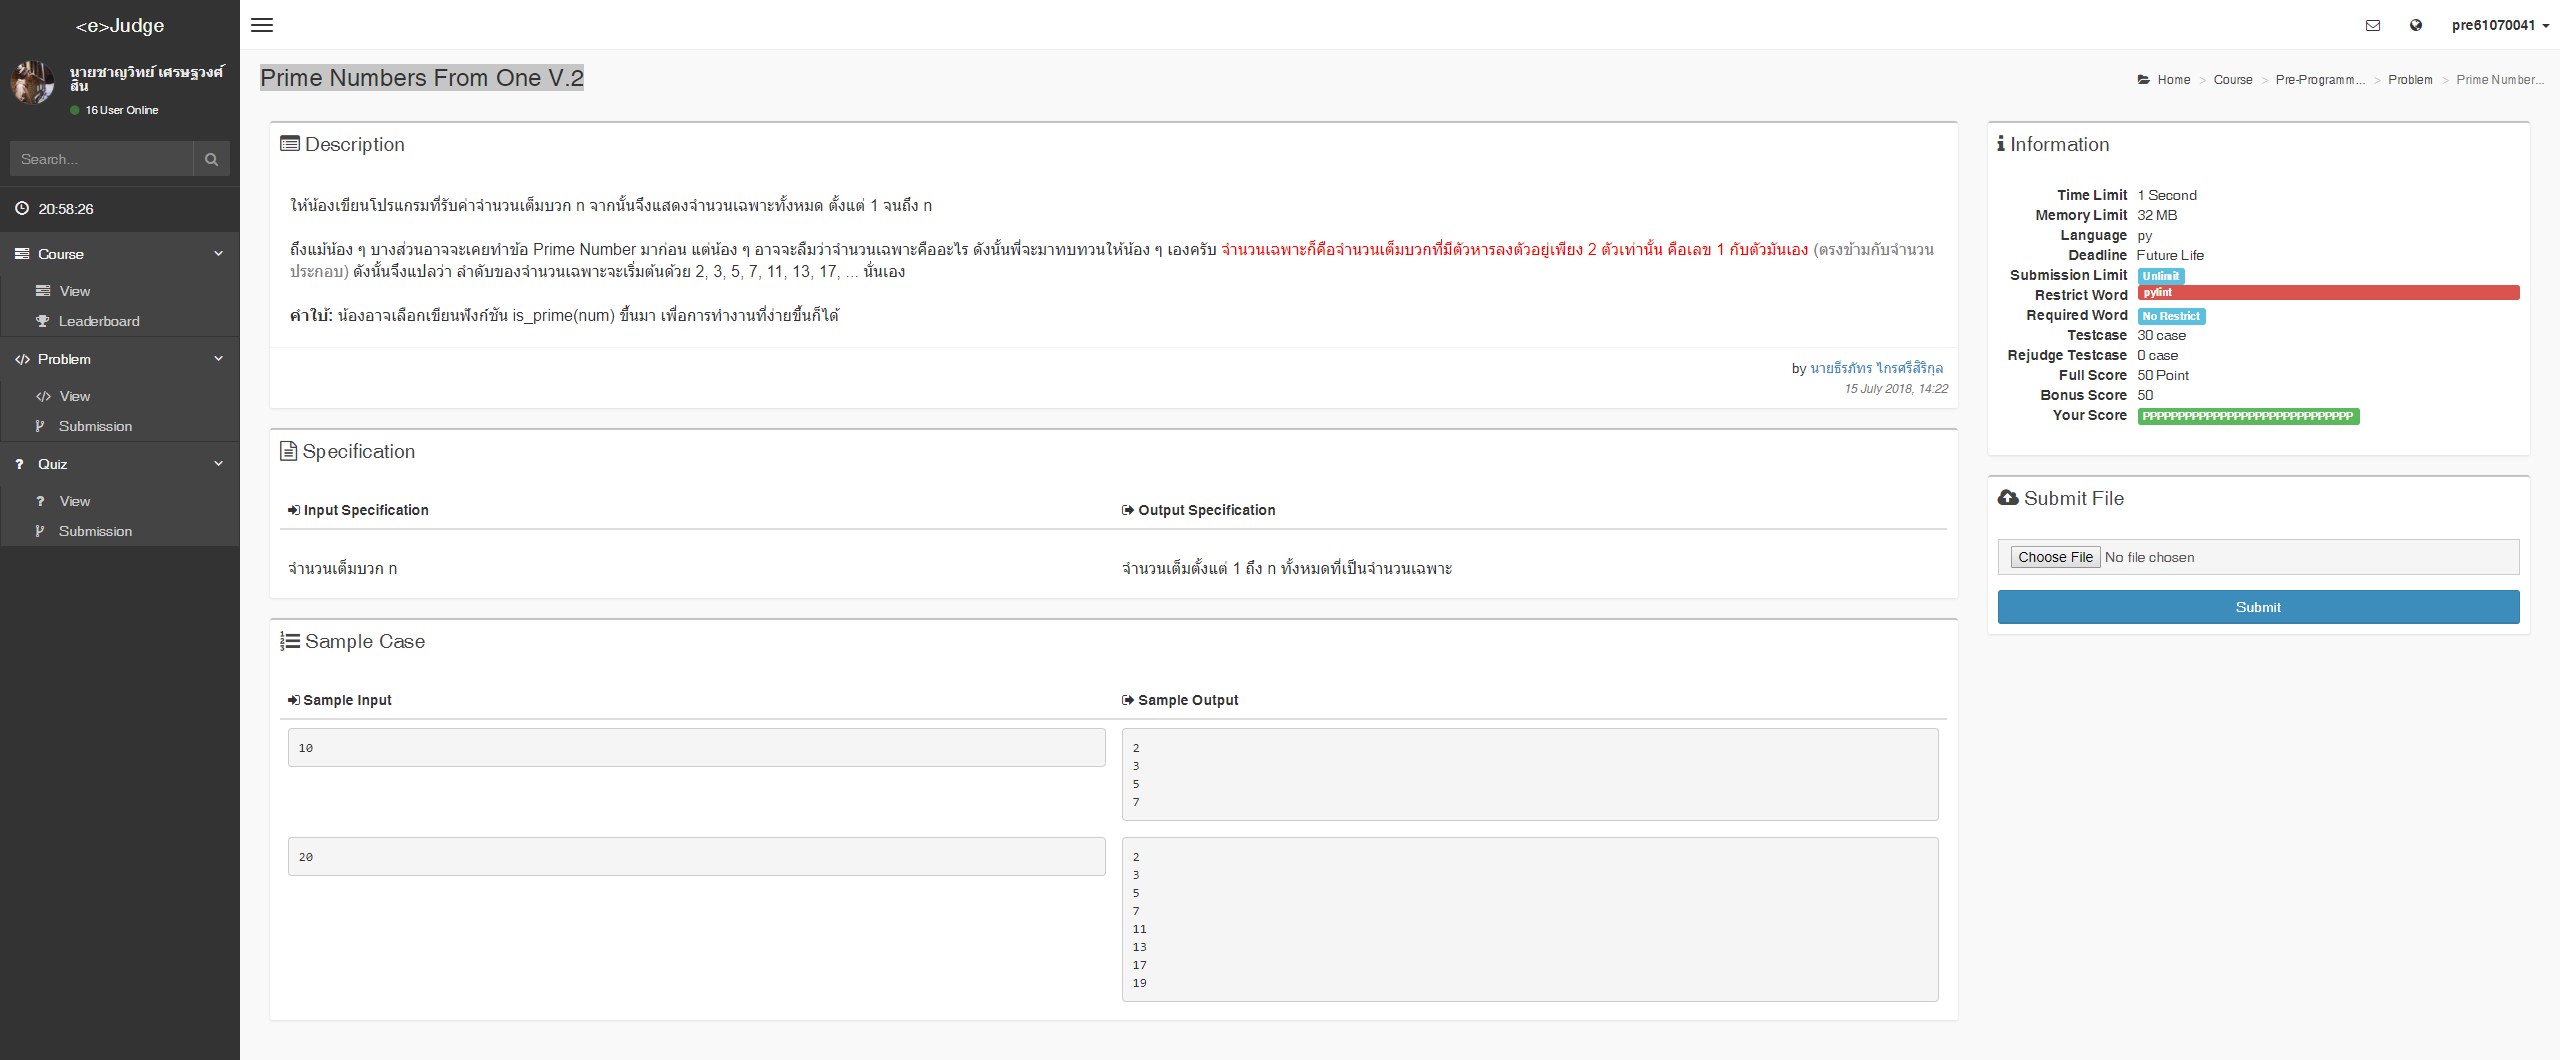 <e>Judge
pre61070041
นายชาญวิทย์ เศรษฐวงศ์
สิน
16 User Online
Search...
20:58:26
Course
View
Leaderboard
Problem
View
Submission
Quiz
View
Submission
Prime Numbers From One V.2
Home > Course > Pre-Programm... > Problem > Prime Number...
Description
ให้น้องเขียนโปรแกรมที่รับค่าจำนวนเต็มบวก n จากนั้นจึงแสดงจำนวนเฉพาะทั้งหมด ตั้งแต่ 1 จนถึง n
ถึงแม้น้อง ๆ บางส่วนอาจจะเคยทำข้อ Prime Number มาก่อน แต่น้อง ๆ อาจจะลืมว่าจำนวนเฉพาะคืออะไร ดังนั้นพี่จะมาทบทวนให้น้อง ๆ เองครับ จำนวนเฉพาะก็คือจำนวนเต็มบวกที่มีตัวหารลงตัวอยู่เพียง 2 ตัวเท่านั้น คือเลข 1 กับตัวมันเอง (ตรงข้ามกับจำนวน
ประกอบ) ดังนั้นจึงแปลว่า ลำดับของจำนวนเฉพาะจะเริ่มต้นด้วย 2, 3, 5, 7, 11, 13, 17, ... นั่นเอง
คำใบ้: น้องอาจเลือกเขียนฟังก์ชัน is_prime(num) ขึ้นมา เพื่อการทำงานที่ง่ายขึ้นก็ได้
by นายธีรภัทร ไกรศรีสิริกุล
15 July 2018, 14:22
Specification
Input Specification
Output Specification
จำนวนเต็มบวก n
จำนวนเต็มตั้งแต่ 1 ถึง n ทั้งหมดที่เป็นจำนวนเฉพาะ
Sample Case
Sample Input
Sample Output
10
2
3
5
7
20
2
3
5
7
11
13
17
19
Information
Time Limit 1 Second
Memory Limit 32 MB
Language py
Deadline Future Life
Submission Limit Unlimit
Restrict Word pylint
Required Word No Restrict
Testcase 30 case
Rejudge Testcase 0 case
Full Score 50 Point
Bonus Score 50
Your Score PPPPPPPPPPPPPPPPPPPPPPPPPPPPPP
Submit File
Choose File No file chosen
Submit